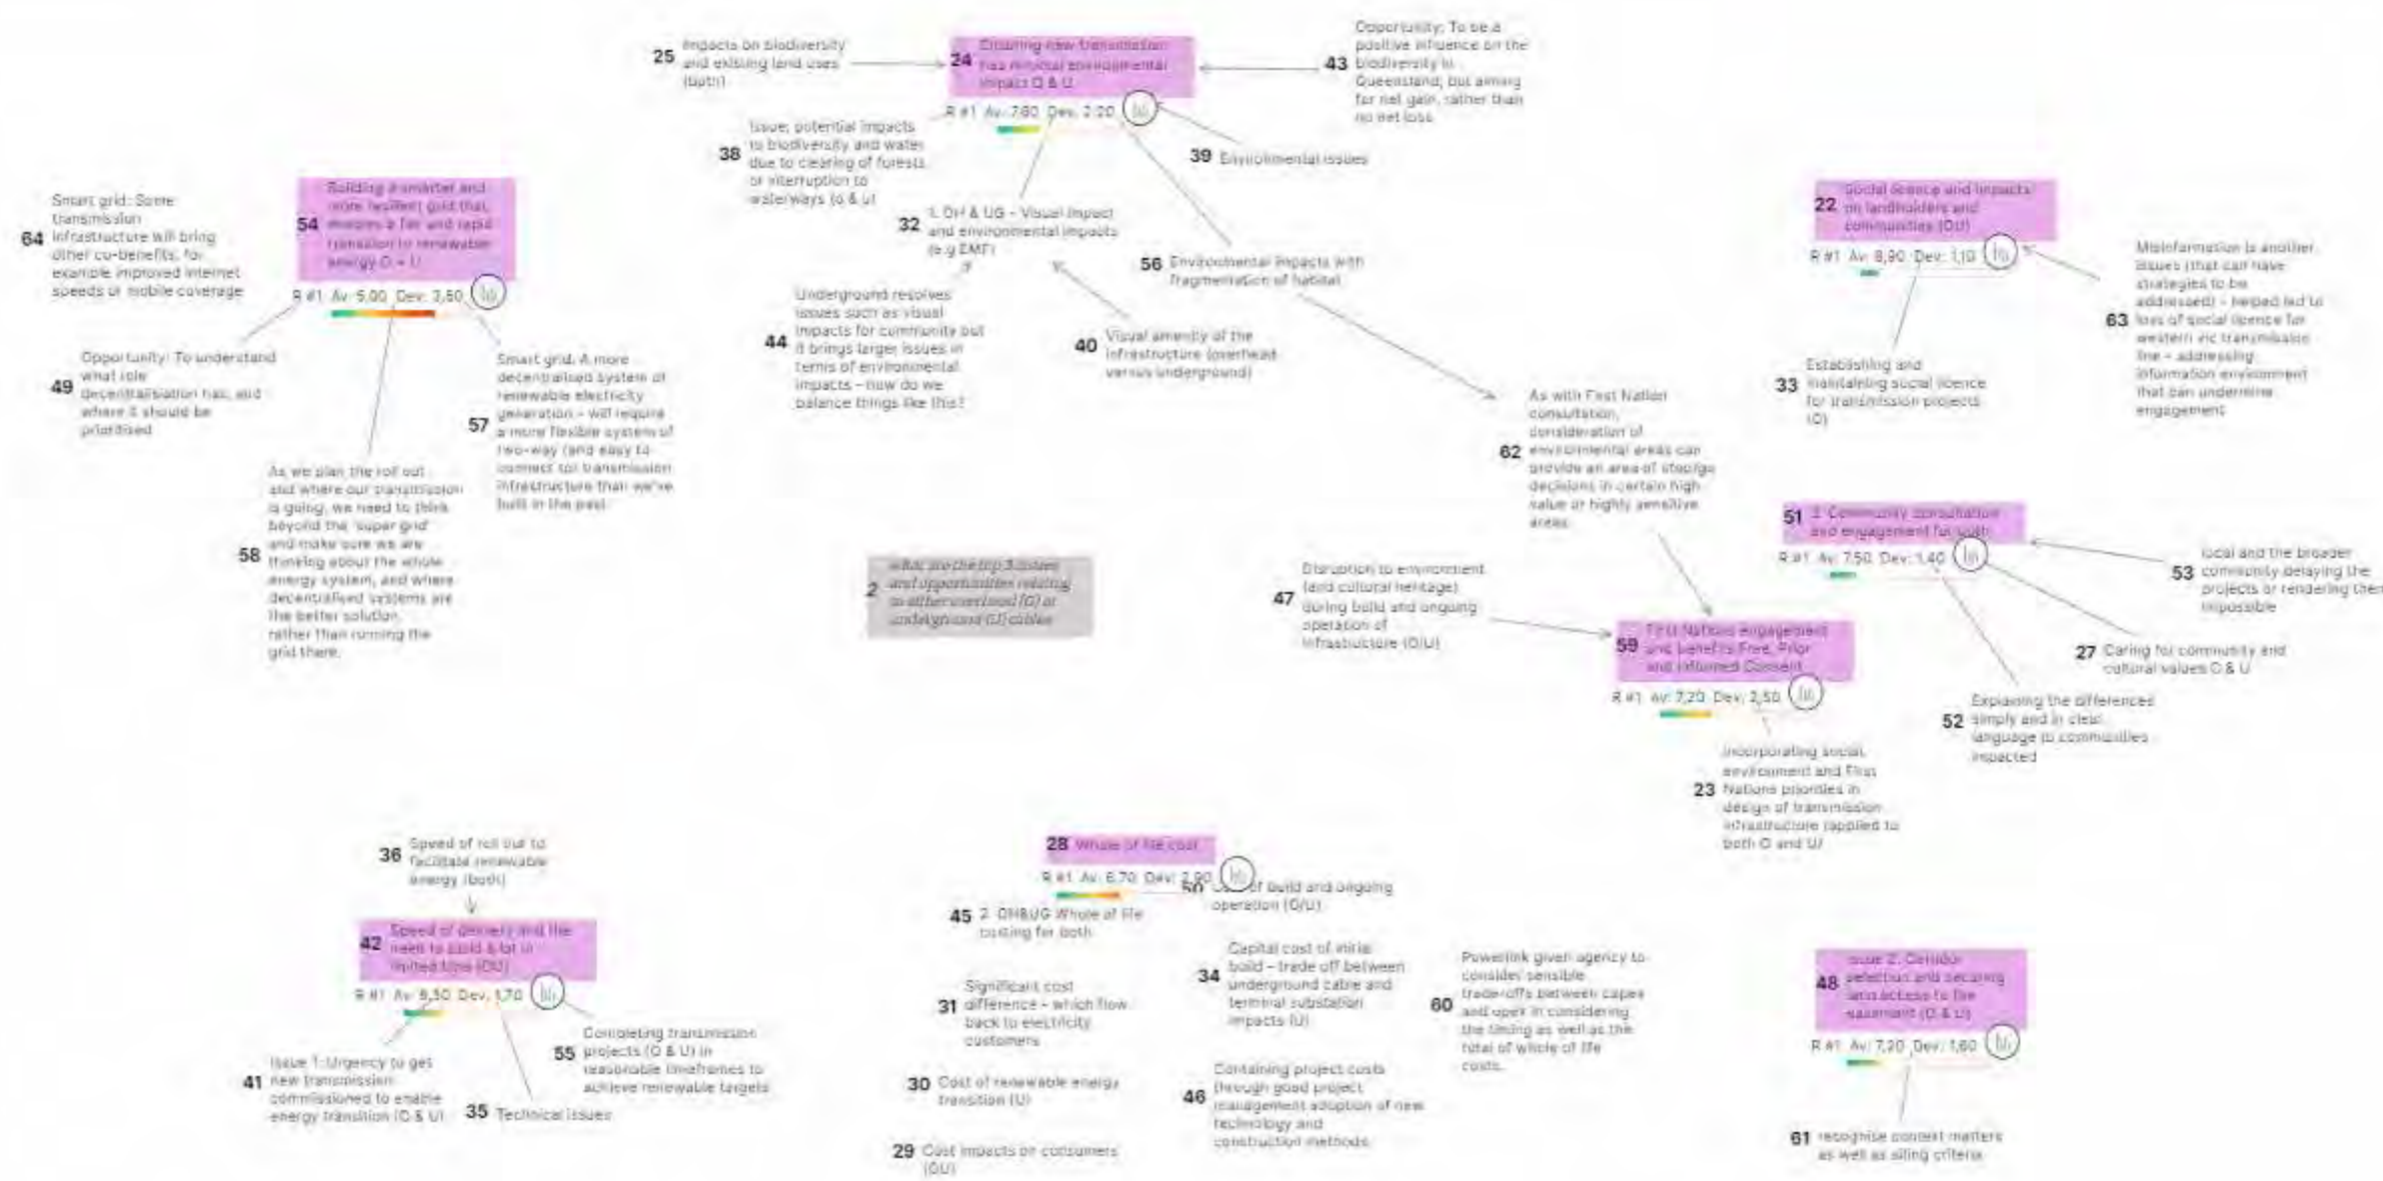 25 Impacts on biodiversity
and existing land uses
(both)
24 Ensuring new transmission
has minimal environmental
impact O & U
R #1 Av: 7,60 Dev: 2,20
43 Opportunity: To be a
positive influence on the
biodiversity in
Queensland, but aiming
for net gain, rather than
no net loss
38 Issue; potential impacts
to biodiversity and water
due to clearing of forests
or interruption to
waterways (o & u)
39 Environmental issues
32 1. OH & UG - Visual Impact
and environmental impacts
(e.g EMF)
56 Environmental impacts with
fragmentation of habitat
44 Underground resolves
issues such as visual
impacts for community but
it brings larger issues in
terms of environmental
impacts - how do we
balance things like this?
40 Visual amenity of the
infrastructure (overhead
versus underground)
64 Smart grid: Some
transmission
infrastructure will bring
other co-benefits, for
example improved internet
speeds or mobile coverage
54 Building a smarter and
more resilient grid that
enables a fair and rapid
transition to renewable
energy O + U
R #1 Av: 5,00 Dev: 3,50
49 Opportunity: To understand
what role
decentralisation has, and
where it should be
prioritised
57 Smart grid: A more
decentralised system of
renewable electricity
generation - will require
a more flexible system of
two-way (and easy to
connect to) transmission
infrastructure than we've
built in the past.
58 As we plan the roll out
and where our transmission
is going, we need to think
beyond the 'super grid'
and make sure we are
thinking about the whole
energy system, and where
decentralised systems are
the better solution,
rather than running the
grid there.
22 Social licence and impacts
on landholders and
communities (OU)
R #1 Av: 8,90 Dev: 1,10
63 Misinformation is another
issues (that can have
strategies to be
addressed) - helped led to
loss of social licence for
western vic transmission
line - addressing
information environment
that can undermine
engagement
33 Establishing and
maintaining social licence
for transmission projects
(O)
62 As with First Nation
consultation,
consideration of
environmental areas can
provide an area of stop/go
decisions in certain high
value or highly sensitive
areas.
51 3. Community consultation
and engagement for both
R #1 Av: 7,50 Dev: 1,40
53 local and the broader
community delaying the
projects or rendering them
impossible
27 Caring for community and
cultural values O & U
52 Explaining the differences
simply and in clear
language to communities
impacted
2 what are the top 3 issues
and opportunities relating
to either overhead (O) or
underground (U) cables
47 Disruption to environment
(and cultural heritage)
during build and ongoing
operation of
infrastructure (O/U)
59 First Nations engagement
and benefits Free, Prior
and Informed Consent
R #1 Av: 7,20 Dev: 2,50
23 Incorporating social,
environment and First
Nations priorities in
design of transmission
infrastructure (applied to
both O and U)
36 Speed of roll out to
facilitate renewable
energy (both)
42 Speed of delivery and the
need to build a lot in
limited time (OU)
R #1 Av: 8,30 Dev: 1,70
41 Issue 1: Urgency to get
new transmission
commissioned to enable
energy transition (O & U)
35 Technical issues
55 Completing transmission
projects (O & U) in
reasonable timeframes to
achieve renewable targets
28 Whole of life cost
R #1 Av: 6,70 Dev: 2,90
50 of build and ongoing
operation (O/U)
45 2. OH&UG Whole of life
costing for both
31 Significant cost
difference - which flow
back to electricity
customers
30 Cost of renewable energy
transition (U)
29 Cost impacts on consumers
(OU)
34 Capital cost of initial
build - trade off between
underground cable and
terminal substation
impacts (U)
46 Containing project costs
through good project
management adoption of new
technology and
construction methods
60 Powerlink given agency to
consider sensible
trade-offs between capex
and opex in considering
the timing as well as the
total of whole of life
costs.
48 Issue 2. Corridor
selection and securing
land access to the
easement (O & U)
R #1 Av: 7,20 Dev: 1,60
61 recognise context matters
as well as siting criteria